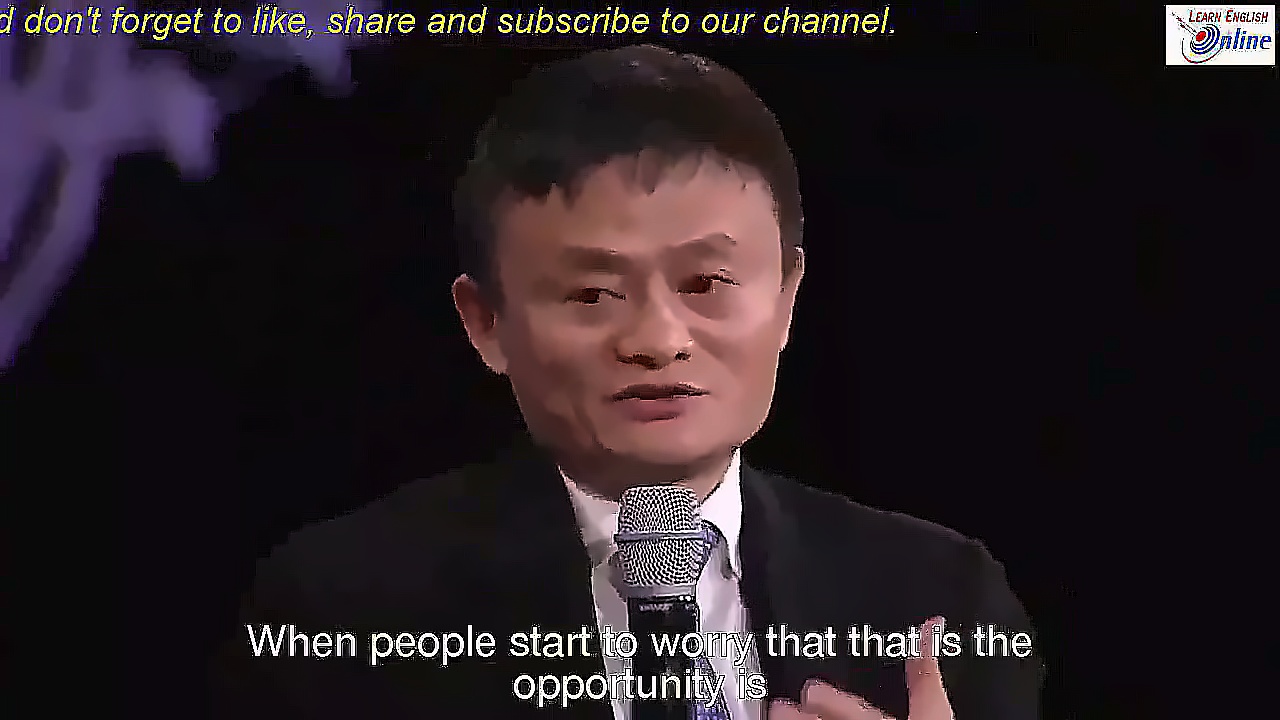 d don't forget to like, share and subscribe to our channel.
LEARN ENGLISH
Online
When people start to worry that that is the
opportunity is